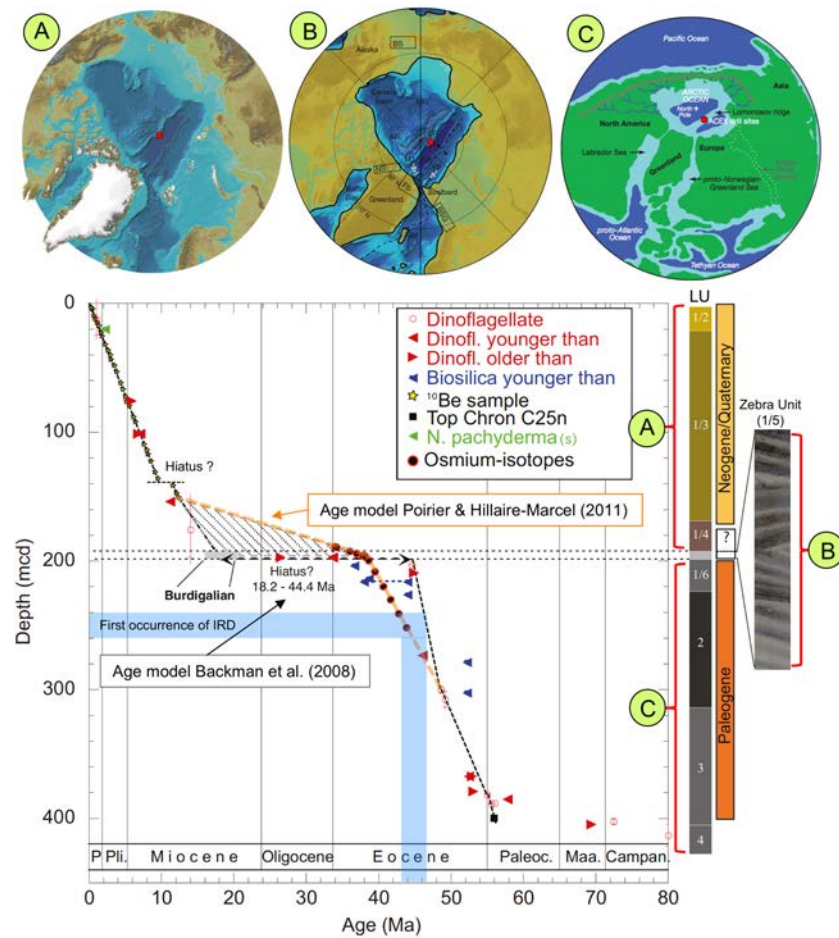 A
B
C
Alaska
BS
Greenland
Pacific Ocean
Asia
ARCTIC
OCEAN
North +
Pole
Lomonosov ridge
ACEX drill sites
North America
Labrador Sea
Europe
Greenland
proto-Norwegian-
Greenland Sea
proto-Atlantic
Ocean
Tethyan Ocean
0
100
200
300
400
Depth (mcd)
Dinoflagellate
Dinofl. younger than
Dinofl. older than
Biosilica younger than
¹⁰Be sample
Top Chron C25n
N. pachyderma (s)
Osmium-isotopes
Hiatus ?
Age model Poirier & Hillaire-Marcel (2011)
Burdigalian
Hiatus?
18.2 - 44.4 Ma
First occurrence of IRD
Age model Backman et al. (2008)
P
Pli.
Miocene
Oligocene
Eocene
Paleoc.
Maa.
Campan.
0
10
20
30
40
50
60
70
80
Age (Ma)
LU
1/2
1/3
1/4
1/6
2
3
4
A
C
Neogene/Quaternary
?
Paleogene
Zebra Unit
(1/5)
B